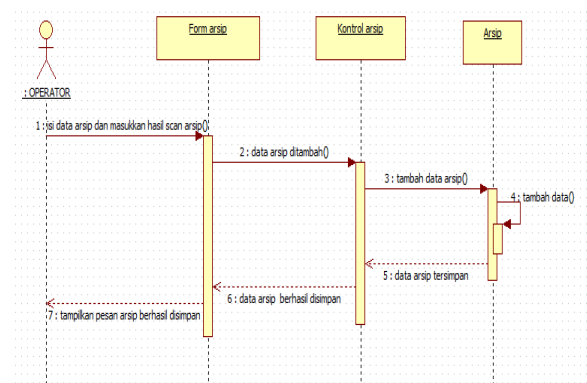 Form arsip
Kontrol arsip
Arsip
: OPERATOR
1 : isi data arsip dan masukkan hasil scan arsip()
2 : data arsip ditambah()
3 : tambah data arsip()
4 : tambah data()
5 : data arsip tersimpan
6 : data arsip berhasil disimpan
7 : tampilkan pesan arsip berhasil disimpan